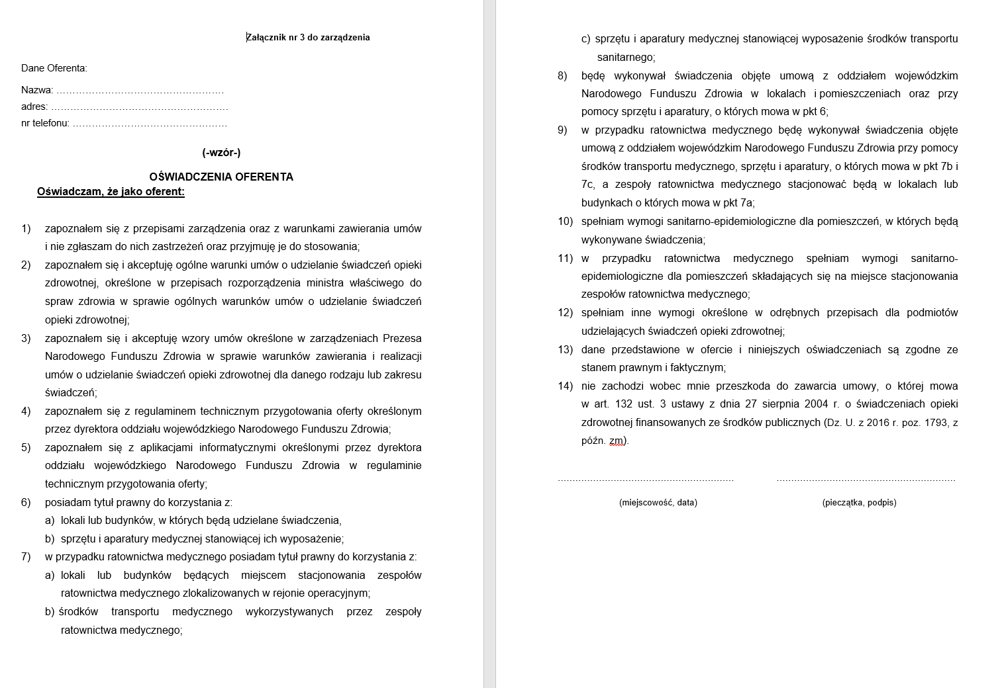 Załącznik nr 3 do zarządzenia
Dane Oferenta:
Nazwa: …………………………………………….
adres: ……………………………………………….
nr telefonu: …………………………………………
(-wzór-)
OŚWIADCZENIA OFERENTA
Oświadczam, że jako oferent:
1) zapoznałem się z przepisami zarządzenia oraz z warunkami zawierania umów
i nie zgłaszam do nich zastrzeżeń oraz przyjmuję je do stosowania;
2) zapoznałem się i akceptuję ogólne warunki umów o udzielanie świadczeń opieki
zdrowotnej, określone w przepisach rozporządzenia ministra właściwego do
spraw zdrowia w sprawie ogólnych warunków umów o udzielanie świadczeń
opieki zdrowotnej;
3) zapoznałem się i akceptuję wzory umów określone w zarządzeniach Prezesa
Narodowego Funduszu Zdrowia w sprawie warunków zawierania i realizacji
umów o udzielanie świadczeń opieki zdrowotnej dla danego rodzaju lub zakresu
świadczeń;
4) zapoznałem się z regulaminem technicznym przygotowania oferty określonym
przez dyrektora oddziału wojewódzkiego Narodowego Funduszu Zdrowia;
5) zapoznałem się z aplikacjami informatycznymi określonymi przez dyrektora
oddziału wojewódzkiego Narodowego Funduszu Zdrowia w regulaminie
technicznym przygotowania oferty;
6) posiadam tytuł prawny do korzystania z:
a) lokali lub budynków, w których będą udzielane świadczenia,
b) sprzętu i aparatury medycznej stanowiącej ich wyposażenie;
7) w przypadku ratownictwa medycznego posiadam tytuł prawny do korzystania z:
a) lokali lub budynków będących miejscem stacjonowania zespołów
ratownictwa medycznego zlokalizowanych w rejonie operacyjnym;
b) środków transportu medycznego wykorzystywanych przez zespoły
ratownictwa medycznego;
c) sprzętu i aparatury medycznej stanowiącej wyposażenie środków transportu
sanitarnego;
8) będę wykonywał świadczenia objęte umową z oddziałem wojewódzkim
Narodowego Funduszu Zdrowia w lokalach i pomieszczeniach oraz przy
pomocy sprzętu i aparatury, o których mowa w pkt 6;
9) w przypadku ratownictwa medycznego będę wykonywał świadczenia objęte
umową z oddziałem wojewódzkim Narodowego Funduszu Zdrowia przy pomocy
środków transportu medycznego, sprzętu i aparatury, o których mowa w pkt 7b i
7c, a zespoły ratownictwa medycznego stacjonować będą w lokalach lub
budynkach o których mowa w pkt 7a;
10) spełniam wymogi sanitarno-epidemiologiczne dla pomieszczeń, w których będą
wykonywane świadczenia;
11) w przypadku ratownictwa medycznego spełniam wymogi sanitarno-
epidemiologiczne dla pomieszczeń składających się na miejsce stacjonowania
zespołów ratownictwa medycznego;
12) spełniam inne wymogi określone w odrębnych przepisach dla podmiotów
udzielających świadczeń opieki zdrowotnej;
13) dane przedstawione w ofercie i niniejszych oświadczeniach są zgodne ze
stanem prawnym i faktycznym;
14) nie zachodzi wobec mnie przeszkoda do zawarcia umowy, o której mowa
w art. 132 ust. 3 ustawy z dnia 27 sierpnia 2004 r. o świadczeniach opieki
zdrowotnej finansowanych ze środków publicznych (Dz. U. z 2016 r. poz. 1793, z
późn. zm).
............................................................ .............................................................
(miejscowość, data) (pieczątka, podpis)